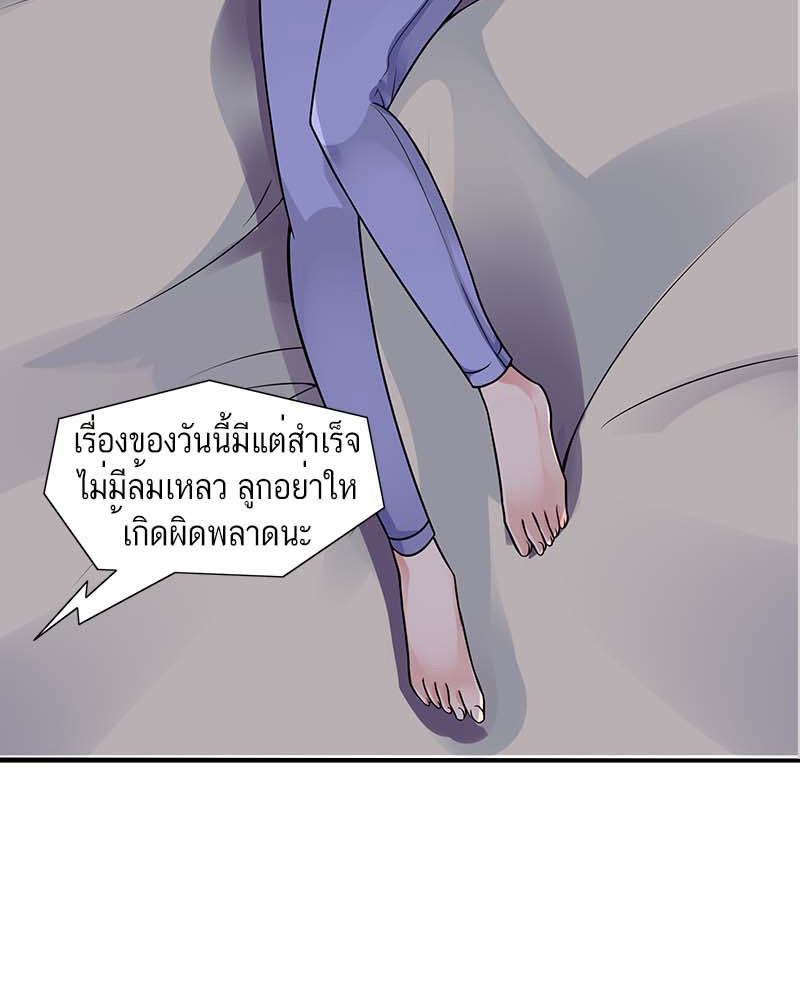 เรื่องของวันนี้มีแต่สำเร็จ
ไม่มีล้มเหลว ลูกอย่าให
้เกิดผิดพลาดนะ